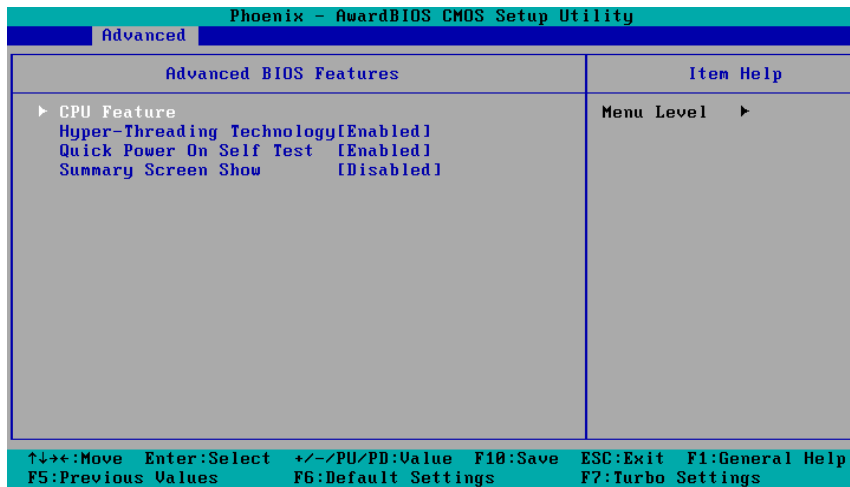 Phoenix - AwardBIOS CMOS Setup Utility
Advanced
Advanced BIOS Features
Item Help
▶ CPU Feature
Hyper-Threading Technology[Enabled]
Quick Power On Self Test [Enabled]
Summary Screen Show [Disabled]
Menu Level ▶
↑↓→←:Move Enter:Select +/-/PU/PD:Value F10:Save ESC:Exit F1:General Help
F5:Previous Values F6:Default Settings F7:Turbo Settings